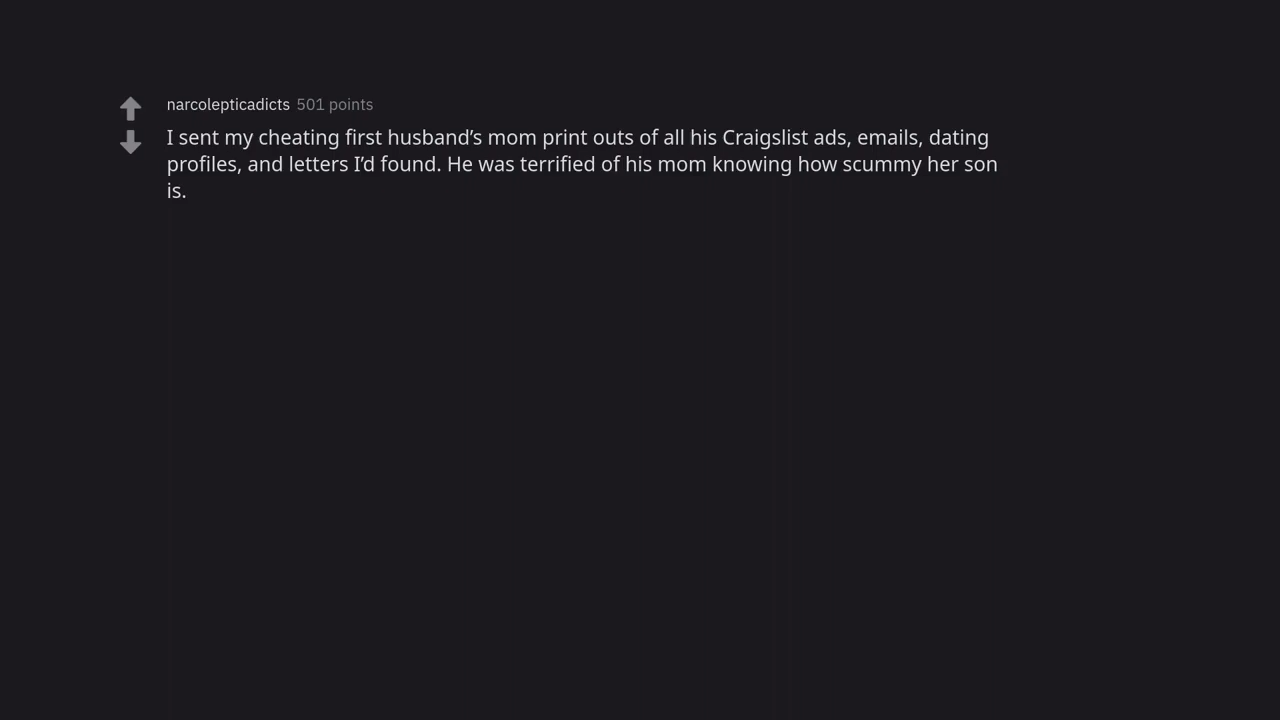 narcolepticadicts 501 points
I sent my cheating first husband’s mom print outs of all his Craigslist ads, emails, dating
profiles, and letters I’d found. He was terrified of his mom knowing how scummy her son
is.